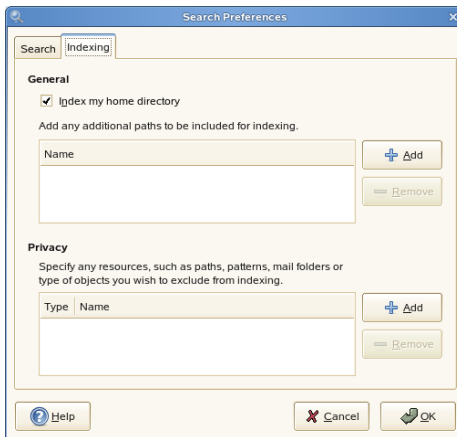 Search Preferences
Search
Indexing
General
Index my home directory
Add any additional paths to be included for indexing.
Name
Add
Remove
Privacy
Specify any resources, such as paths, patterns, mail folders or
type of objects you wish to exclude from indexing.
Type Name
Add
Remove
Help
Cancel
OK